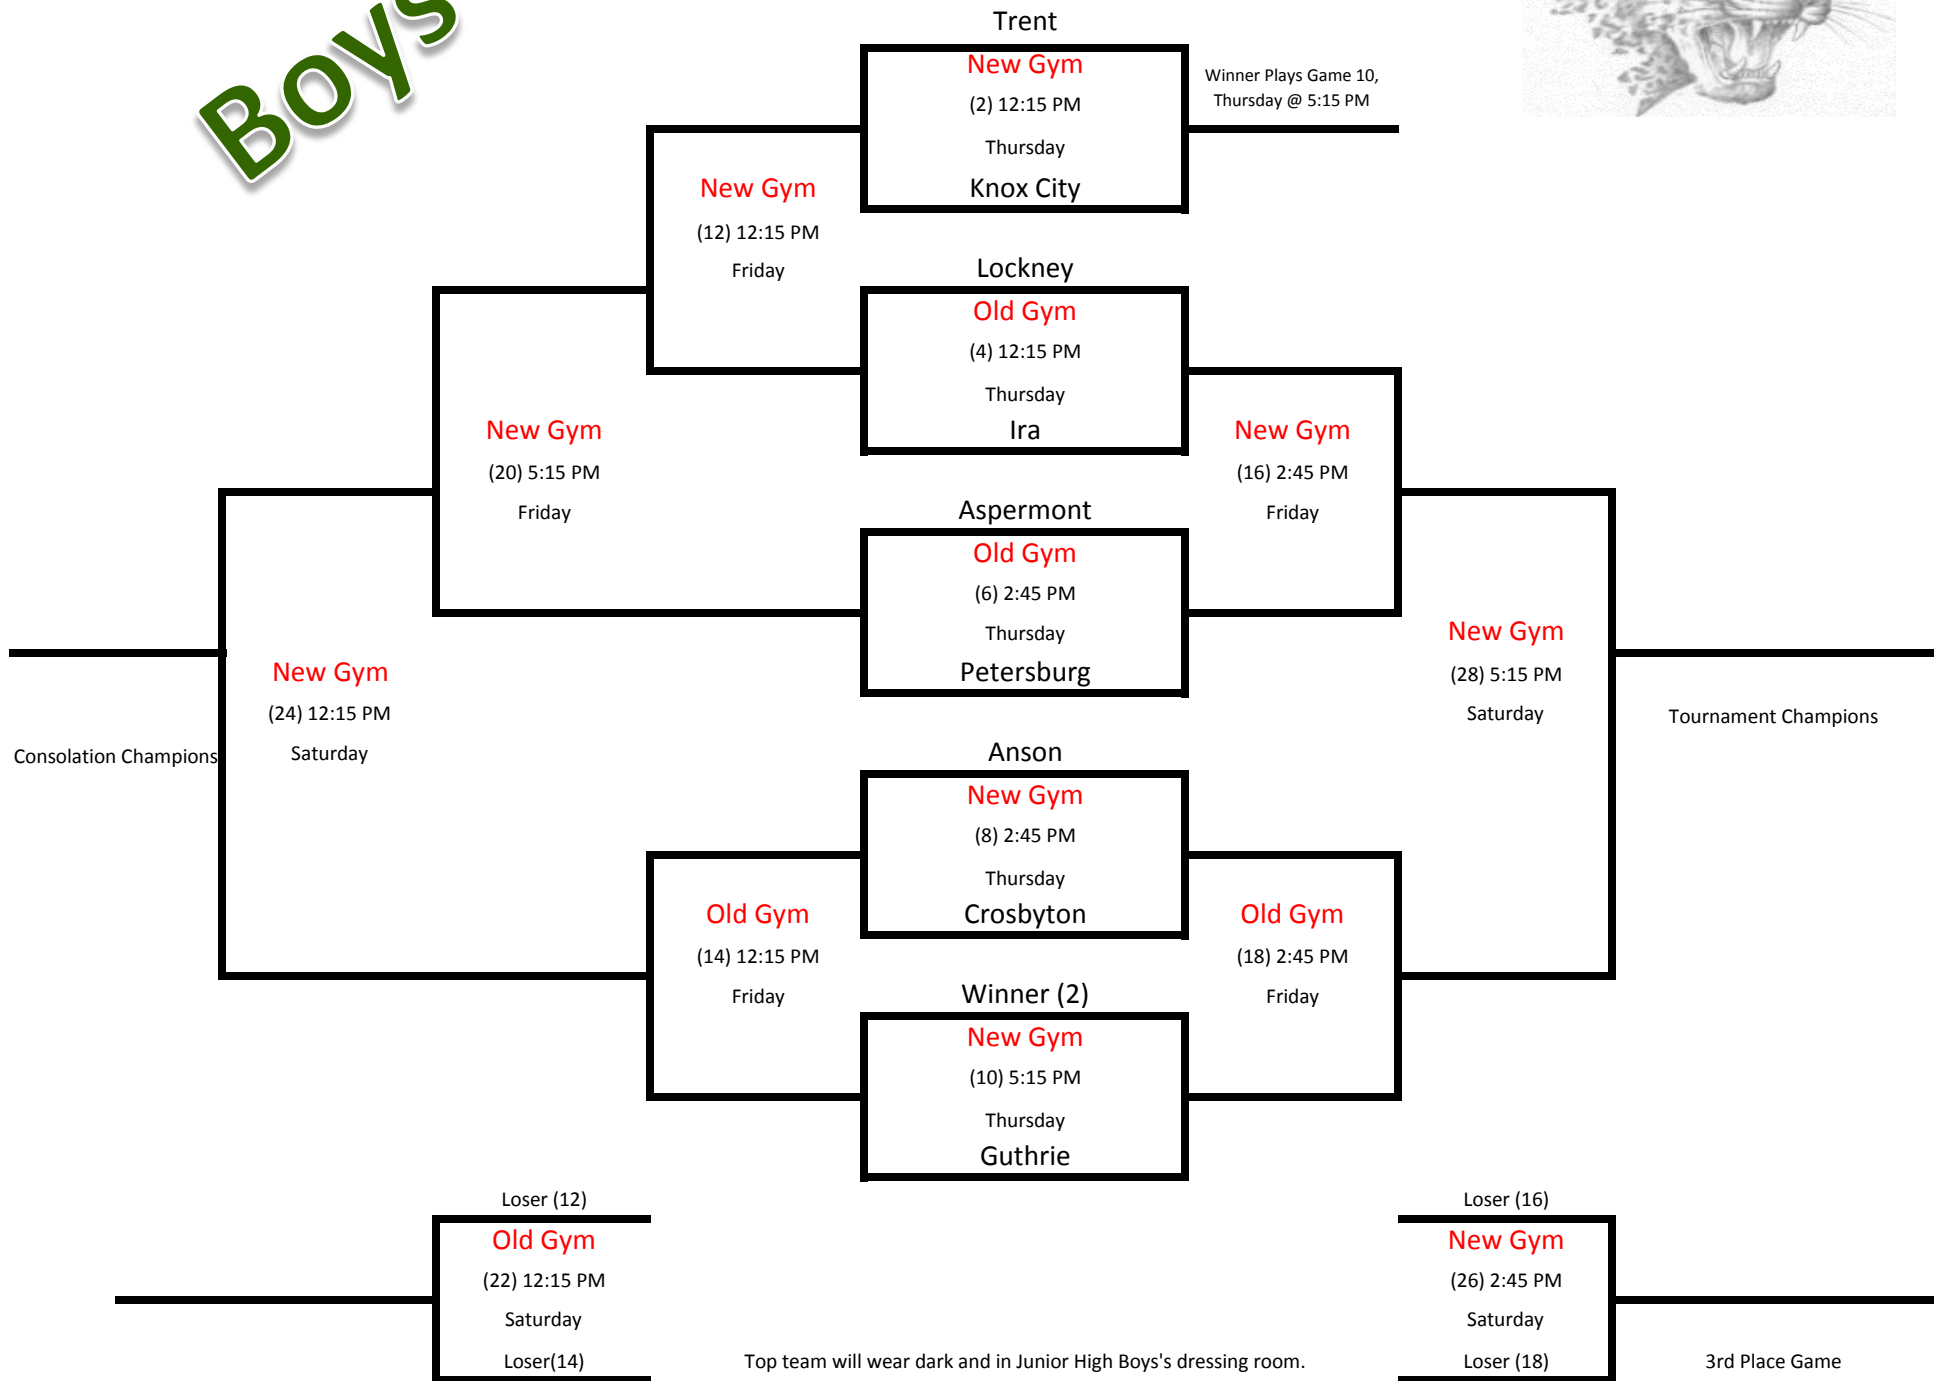 Boys
Trent
New Gym
(2) 12:15 PM
Thursday
Knox City
Winner Plays Game 10,
Thursday @ 5:15 PM
New Gym
(12) 12:15 PM
Friday
Lockney
Old Gym
(4) 12:15 PM
Thursday
Ira
New Gym
(20) 5:15 PM
Friday
New Gym
(16) 2:45 PM
Friday
Aspermont
Old Gym
(6) 2:45 PM
Thursday
Petersburg
New Gym
(24) 12:15 PM
Saturday
Consolation Champions
New Gym
(28) 5:15 PM
Saturday
Tournament Champions
Anson
New Gym
(8) 2:45 PM
Thursday
Crosbyton
Old Gym
(14) 12:15 PM
Friday
Old Gym
(18) 2:45 PM
Friday
Winner (2)
New Gym
(10) 5:15 PM
Thursday
Guthrie
Loser (12)
Old Gym
(22) 12:15 PM
Saturday
Loser(14)
Top team will wear dark and in Junior High Boys's dressing room.
Loser (16)
New Gym
(26) 2:45 PM
Saturday
Loser (18)
3rd Place Game